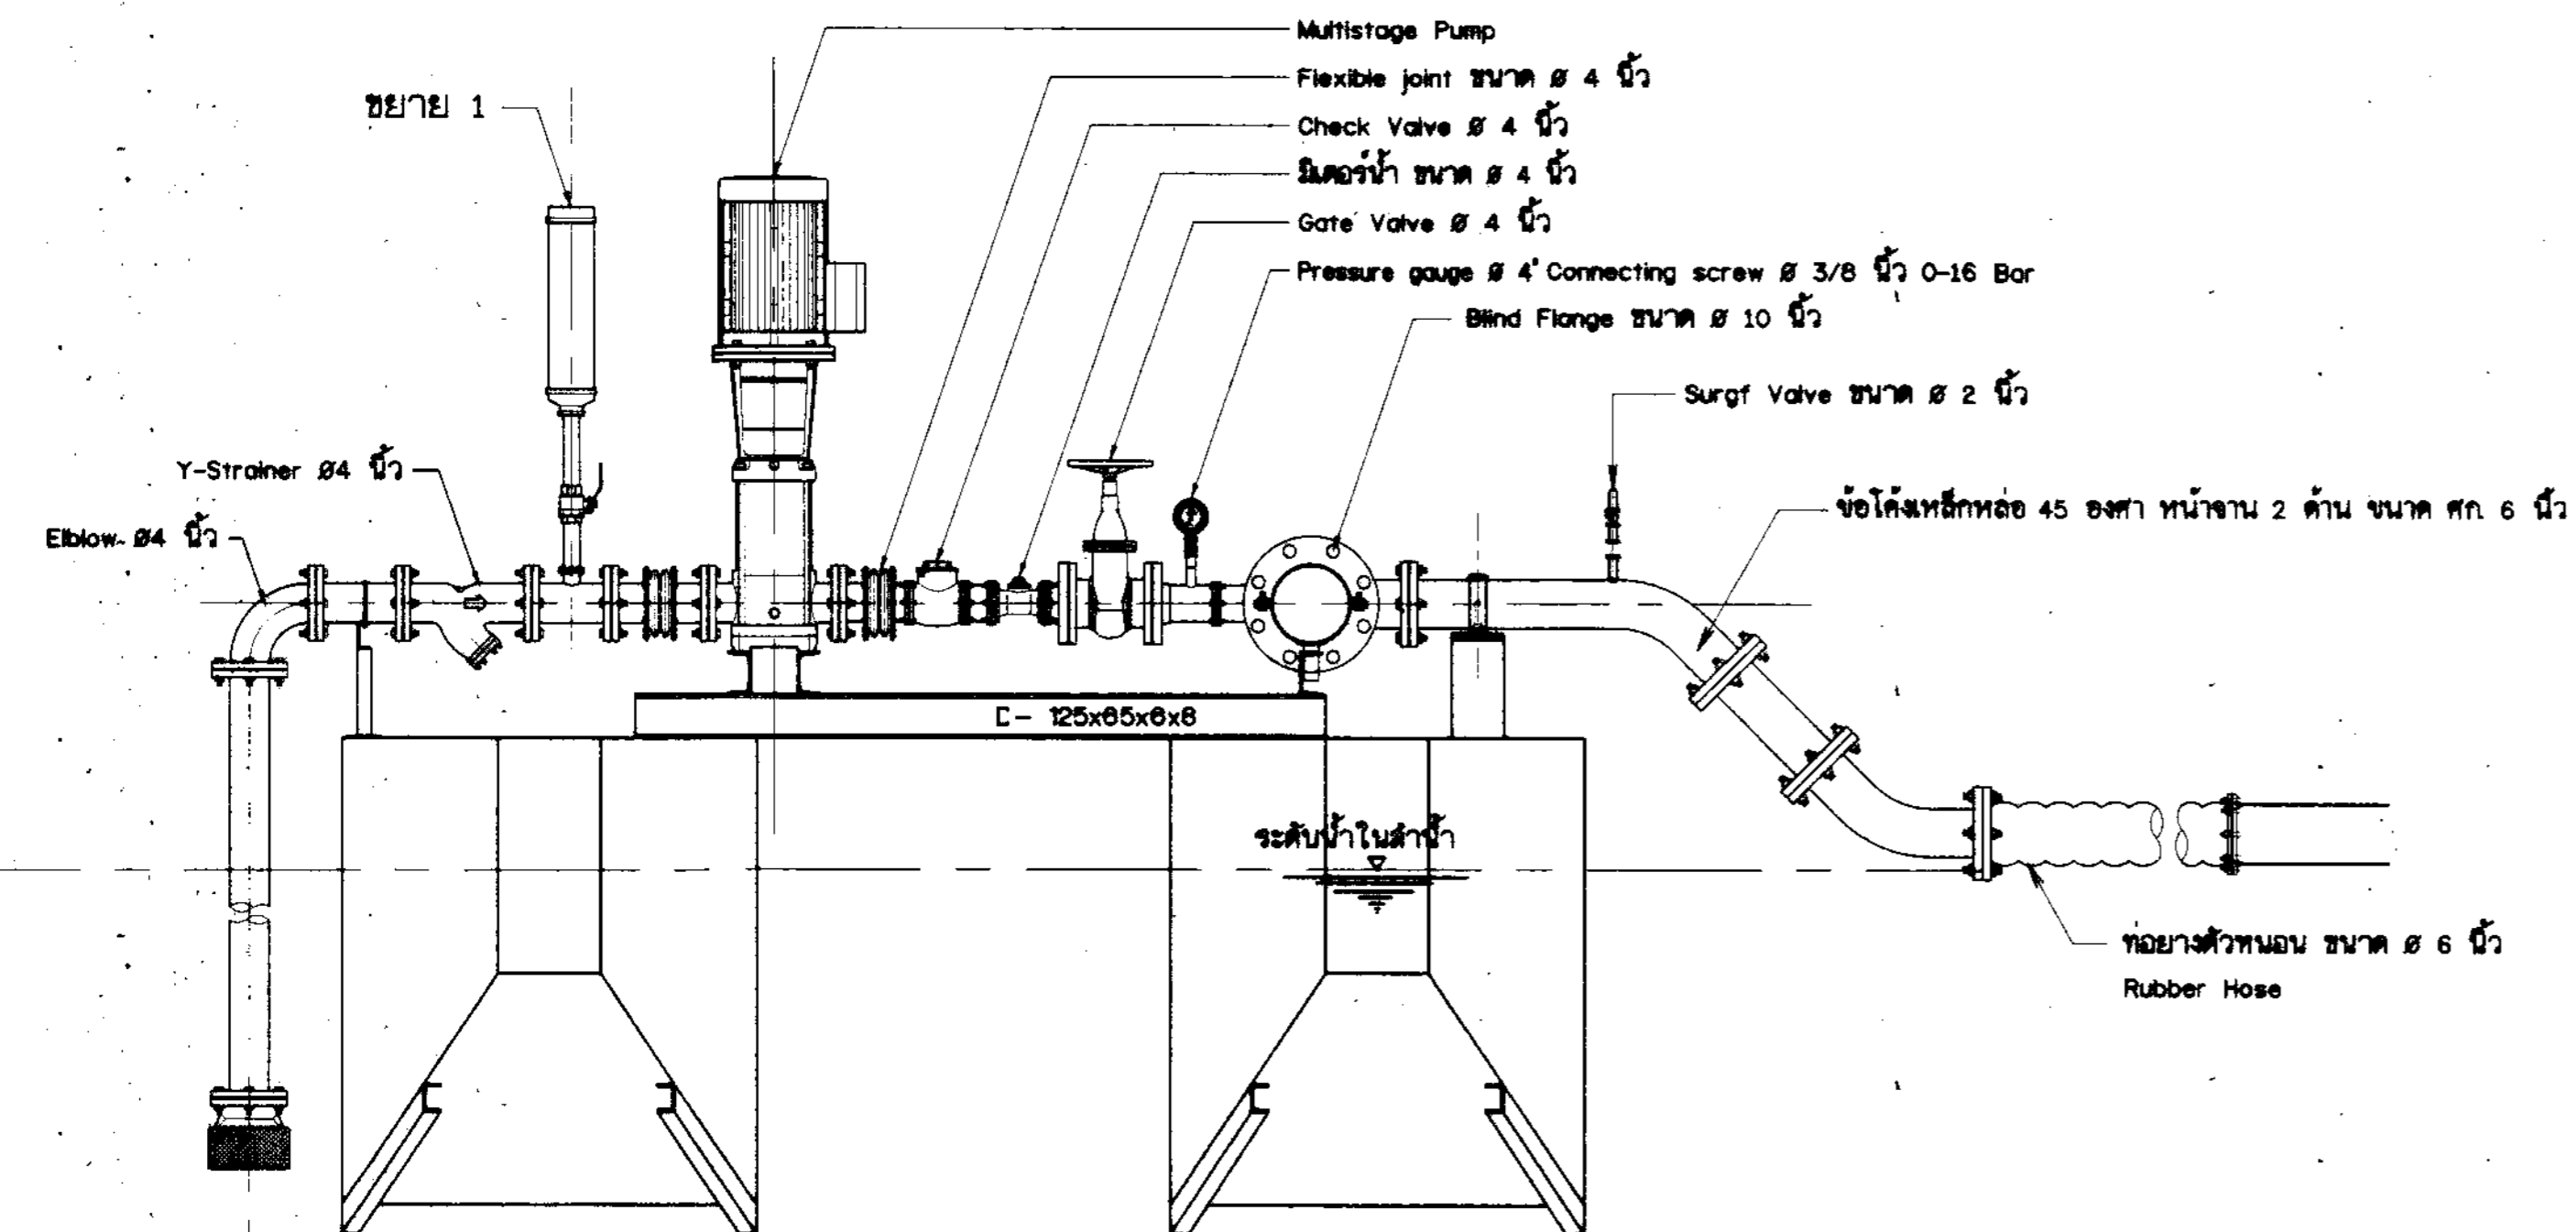 Multistage Pump
Flexible joint ขนาด ø 4 นิ้ว
ขยาย 1
Check Valve ø 4 นิ้ว
มิเตอร์น้ำ ขนาด ø 4 นิ้ว
Gate Valve ø 4 นิ้ว
Pressure gauge ø 4" Connecting screw ø 3/8 นิ้ว 0-16 Bar
Blind Flange ขนาด ø 10 นิ้ว
Surgf Valve ขนาด ø 2 นิ้ว
Y-Strainer ø4 นิ้ว
ข้อโค้งเหล็กหล่อ 45 องศา หน้าจาน 2 ด้าน ขนาด ศก. 6 นิ้ว
Elblow ø4 นิ้ว
C- 125x65x6x8
ระดับน้ำในลำน้ำ
ท่อยางตัวหนอน ขนาด ø 6 นิ้ว
Rubber Hose